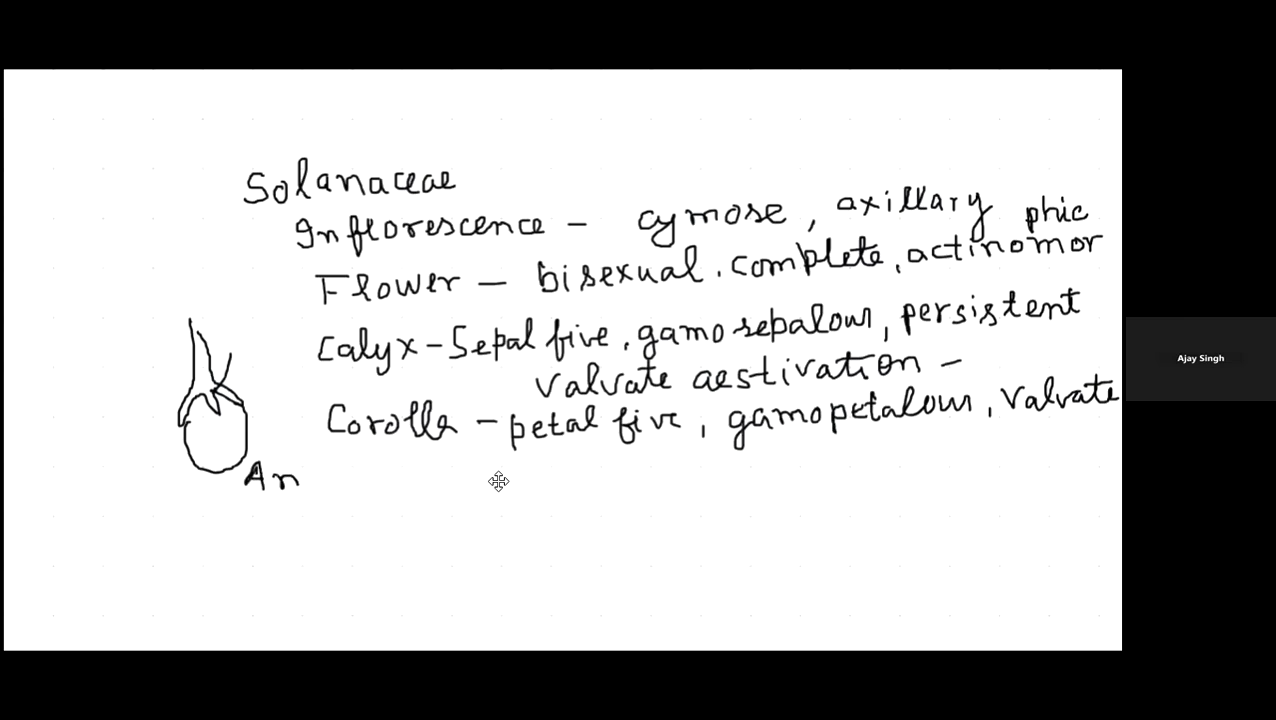 Solanaceae
Inflorescence – cymose, axillary
Flower – bisexual. complete, actinomor
phic
Calyx – Sepal five, gamosepalous, persistent
valvate aestivation –
Corolla – petal five, gamopetalous, valvate
An
Ajay Singh